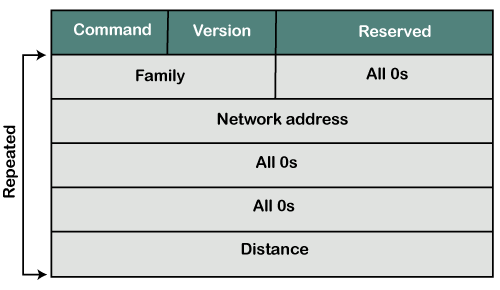 Command Version Reserved
Family All 0s
Network address
All 0s
All 0s
Distance
Repeated